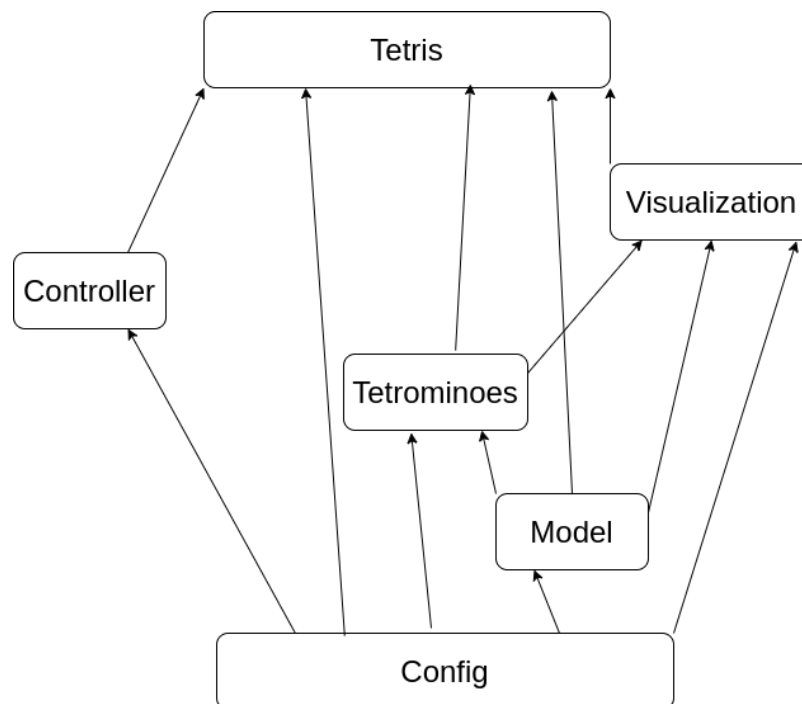 Tetris
Visualization
Controller
Tetrominoes
Model
Config